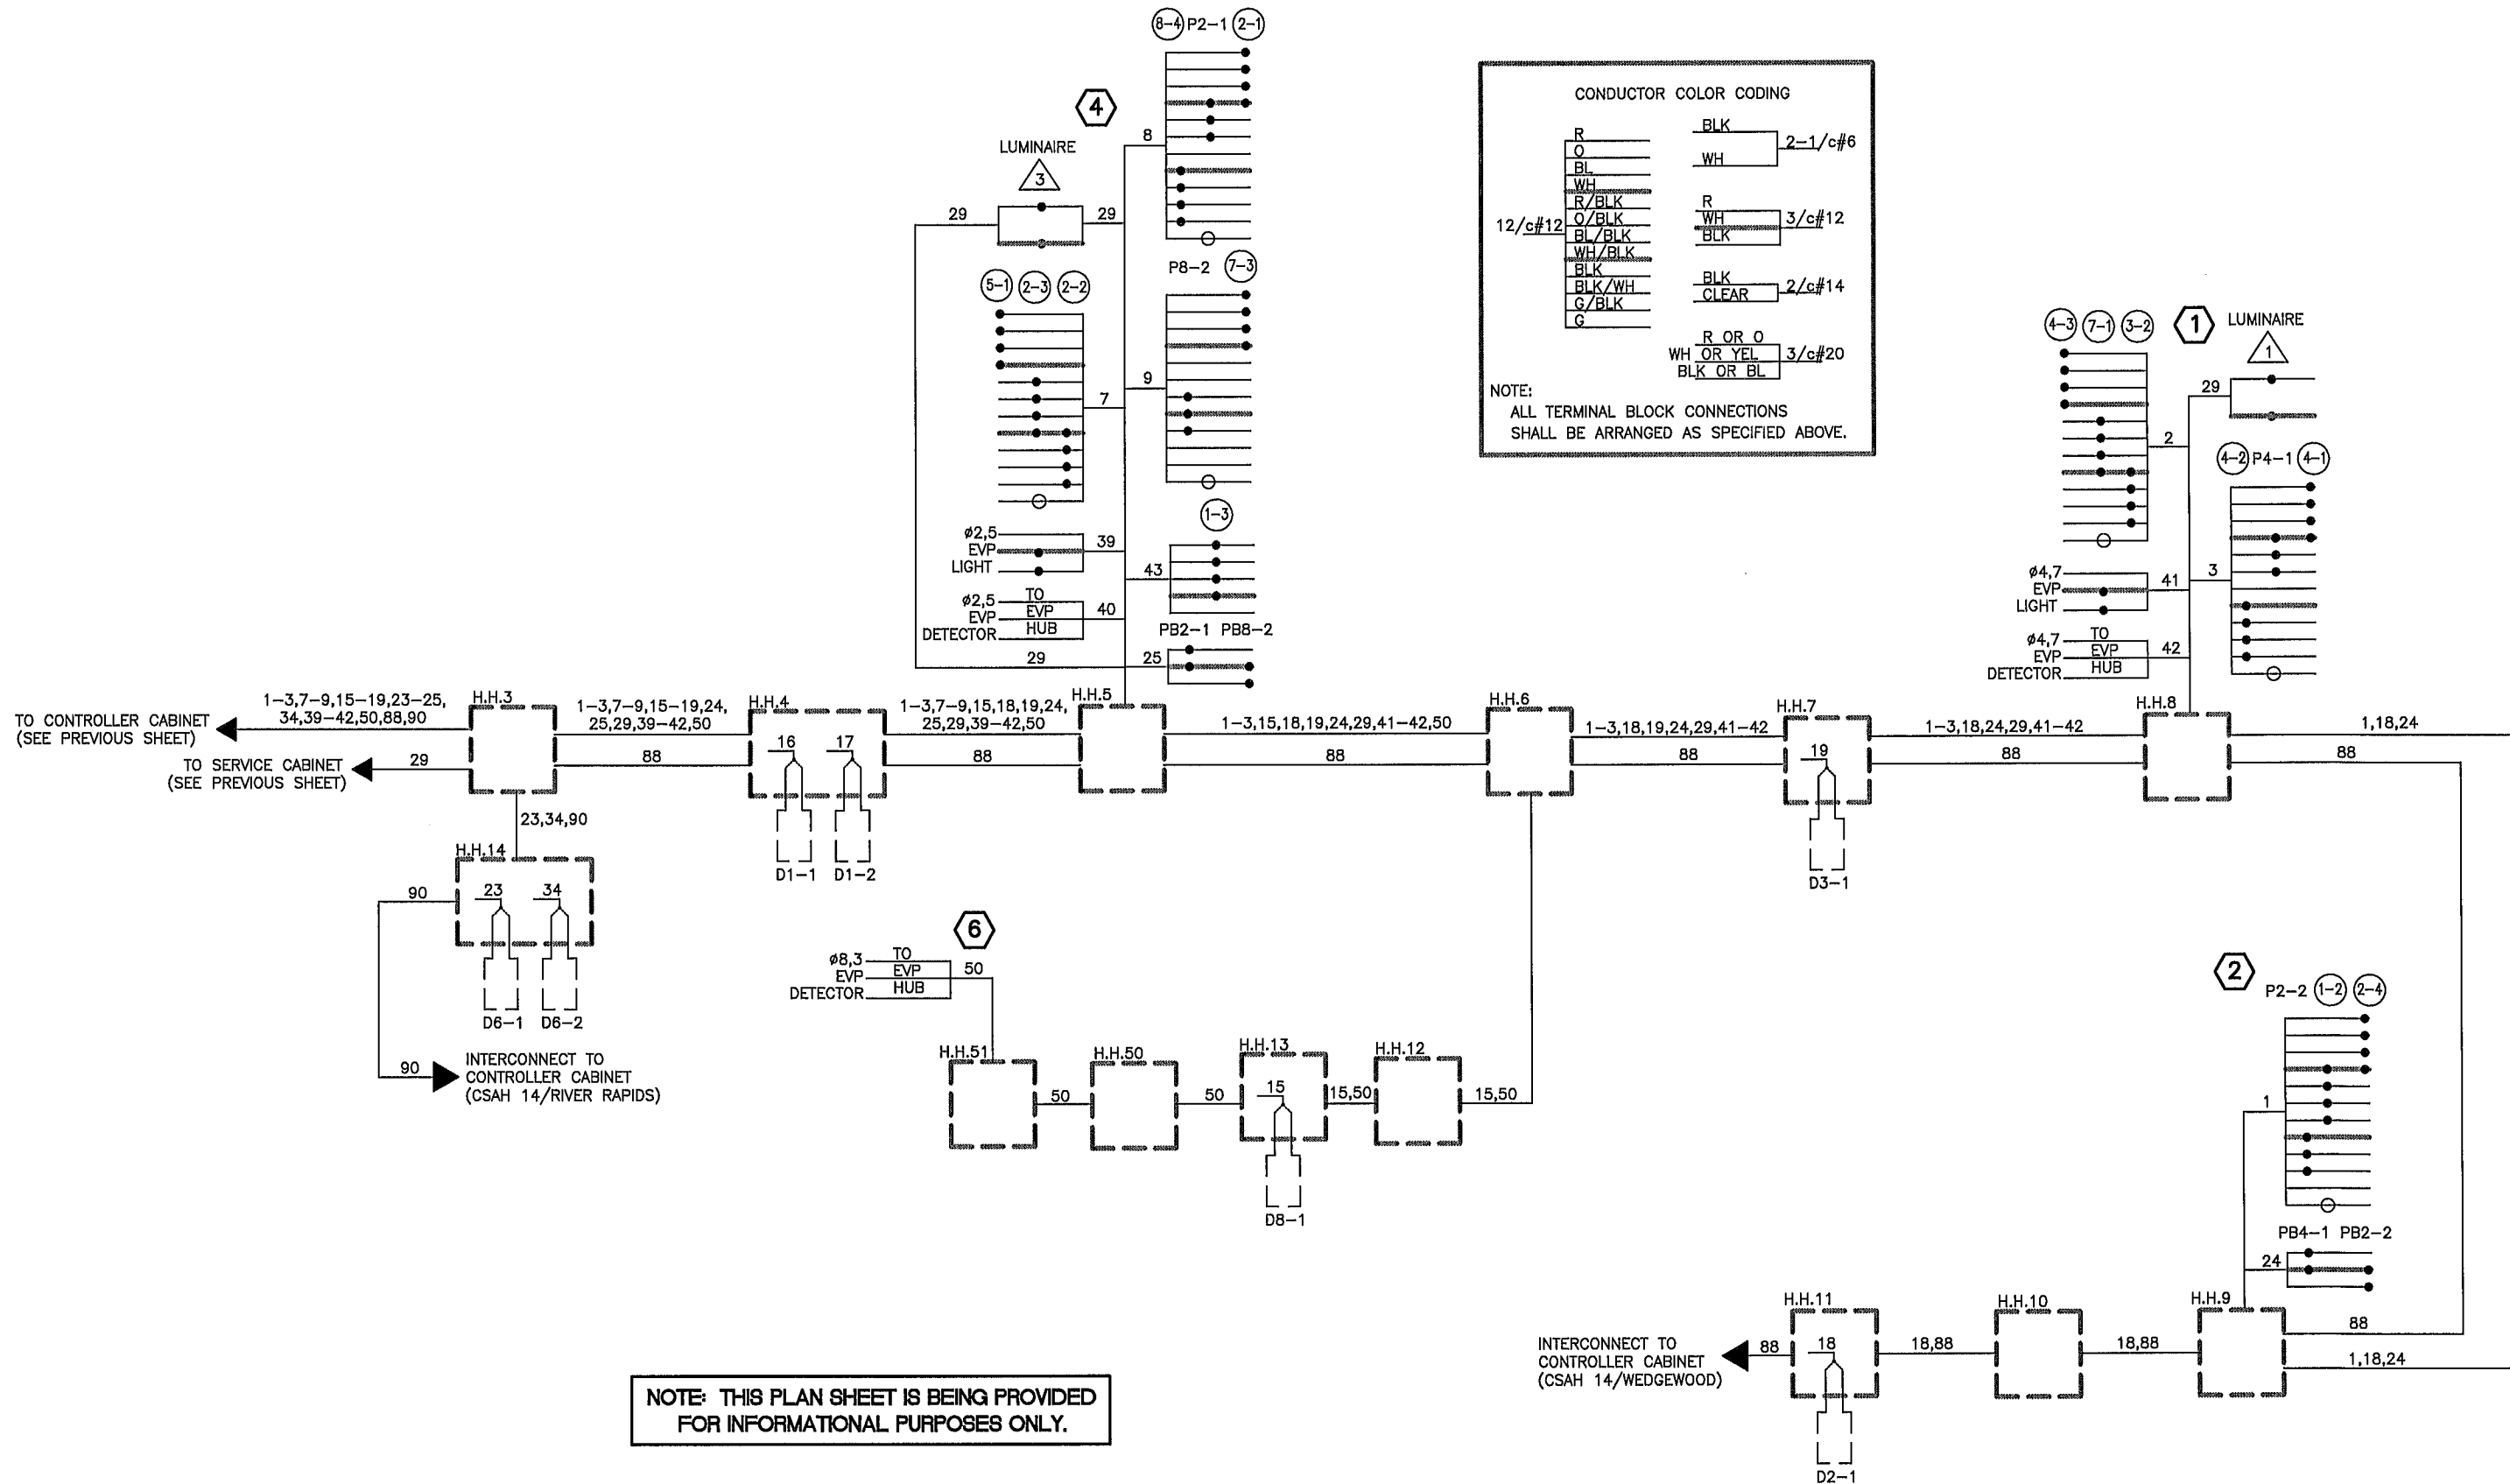 8-4 P2-1 2-1
4
8
LUMINAIRE
3
29
29
P8-2 7-3
5-1 2-3 2-2
9
7
1-3
ø2,5
EVP
LIGHT
39
43
ø2,5 TO
EVP EVP
DETECTOR HUB
40
PB2-1 PB8-2
29
25
CONDUCTOR COLOR CODING
R
O
BL
WH
R/BLK
O/BLK
BL/BLK
WH/BLK
BLK
BLK/WH
G/BLK
G
12/c#12
BLK
WH
2-1/c#6
R
WH
BLK
3/c#12
BLK
CLEAR
2/c#14
R OR O
WH OR YEL
BLK OR BL
3/c#20
NOTE:
ALL TERMINAL BLOCK CONNECTIONS
SHALL BE ARRANGED AS SPECIFIED ABOVE.
4-3 7-1 3-2
1
LUMINAIRE
1
29
2
4-2 P4-1 4-1
3
ø4,7
EVP
LIGHT
41
ø4,7 TO
EVP EVP
DETECTOR HUB
42
TO CONTROLLER CABINET
(SEE PREVIOUS SHEET)
1-3,7-9,15-19,23-25,
34,39-42,50,88,90
TO SERVICE CABINET
(SEE PREVIOUS SHEET)
29
H.H.3
1-3,7-9,15-19,24,
25,29,39-42,50
88
H.H.4
16
17
D1-1 D1-2
1-3,7-9,15,18,19,24,
25,29,39-42,50
88
H.H.5
1-3,15,18,19,24,29,41-42,50
88
H.H.6
1-3,18,19,24,29,41-42
88
H.H.7
19
D3-1
1-3,18,24,29,41-42
88
H.H.8
1,18,24
88
23,34,90
H.H.14
23
34
D6-1 D6-2
90
90
INTERCONNECT TO
CONTROLLER CABINET
(CSAH 14/RIVER RAPIDS)
6
ø8,3 TO
EVP EVP
DETECTOR HUB
50
H.H.51
50
H.H.50
50
H.H.13
15
D8-1
15,50
H.H.12
15,50
2
P2-2 1-2 2-4
1
PB4-1 PB2-2
24
H.H.9
88
1,18,24
18,88
H.H.10
18,88
H.H.11
18
D2-1
88
INTERCONNECT TO
CONTROLLER CABINET
(CSAH 14/WEDGEWOOD)
NOTE: THIS PLAN SHEET IS BEING PROVIDED
FOR INFORMATIONAL PURPOSES ONLY.